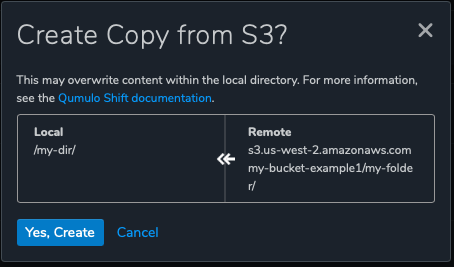 Create Copy from S3?
This may overwrite content within the local directory. For more information,
see the Qumulo Shift documentation.
Local
/my-dir/
Remote
s3.us-west-2.amazonaws.com
my-bucket-example1/my-folde
r/
Yes, Create
Cancel